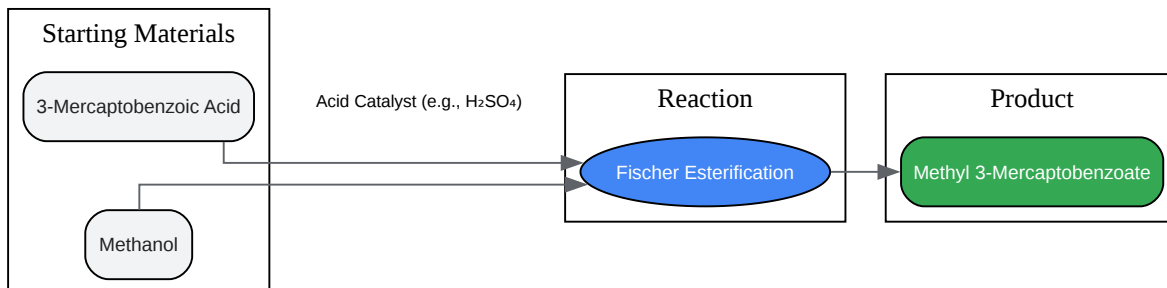 Starting Materials
3-Mercaptobenzoic Acid
Methanol
Acid Catalyst (e.g., H₂SO₄)
Reaction
Fischer Esterification
Product
Methyl 3-Mercaptobenzoate